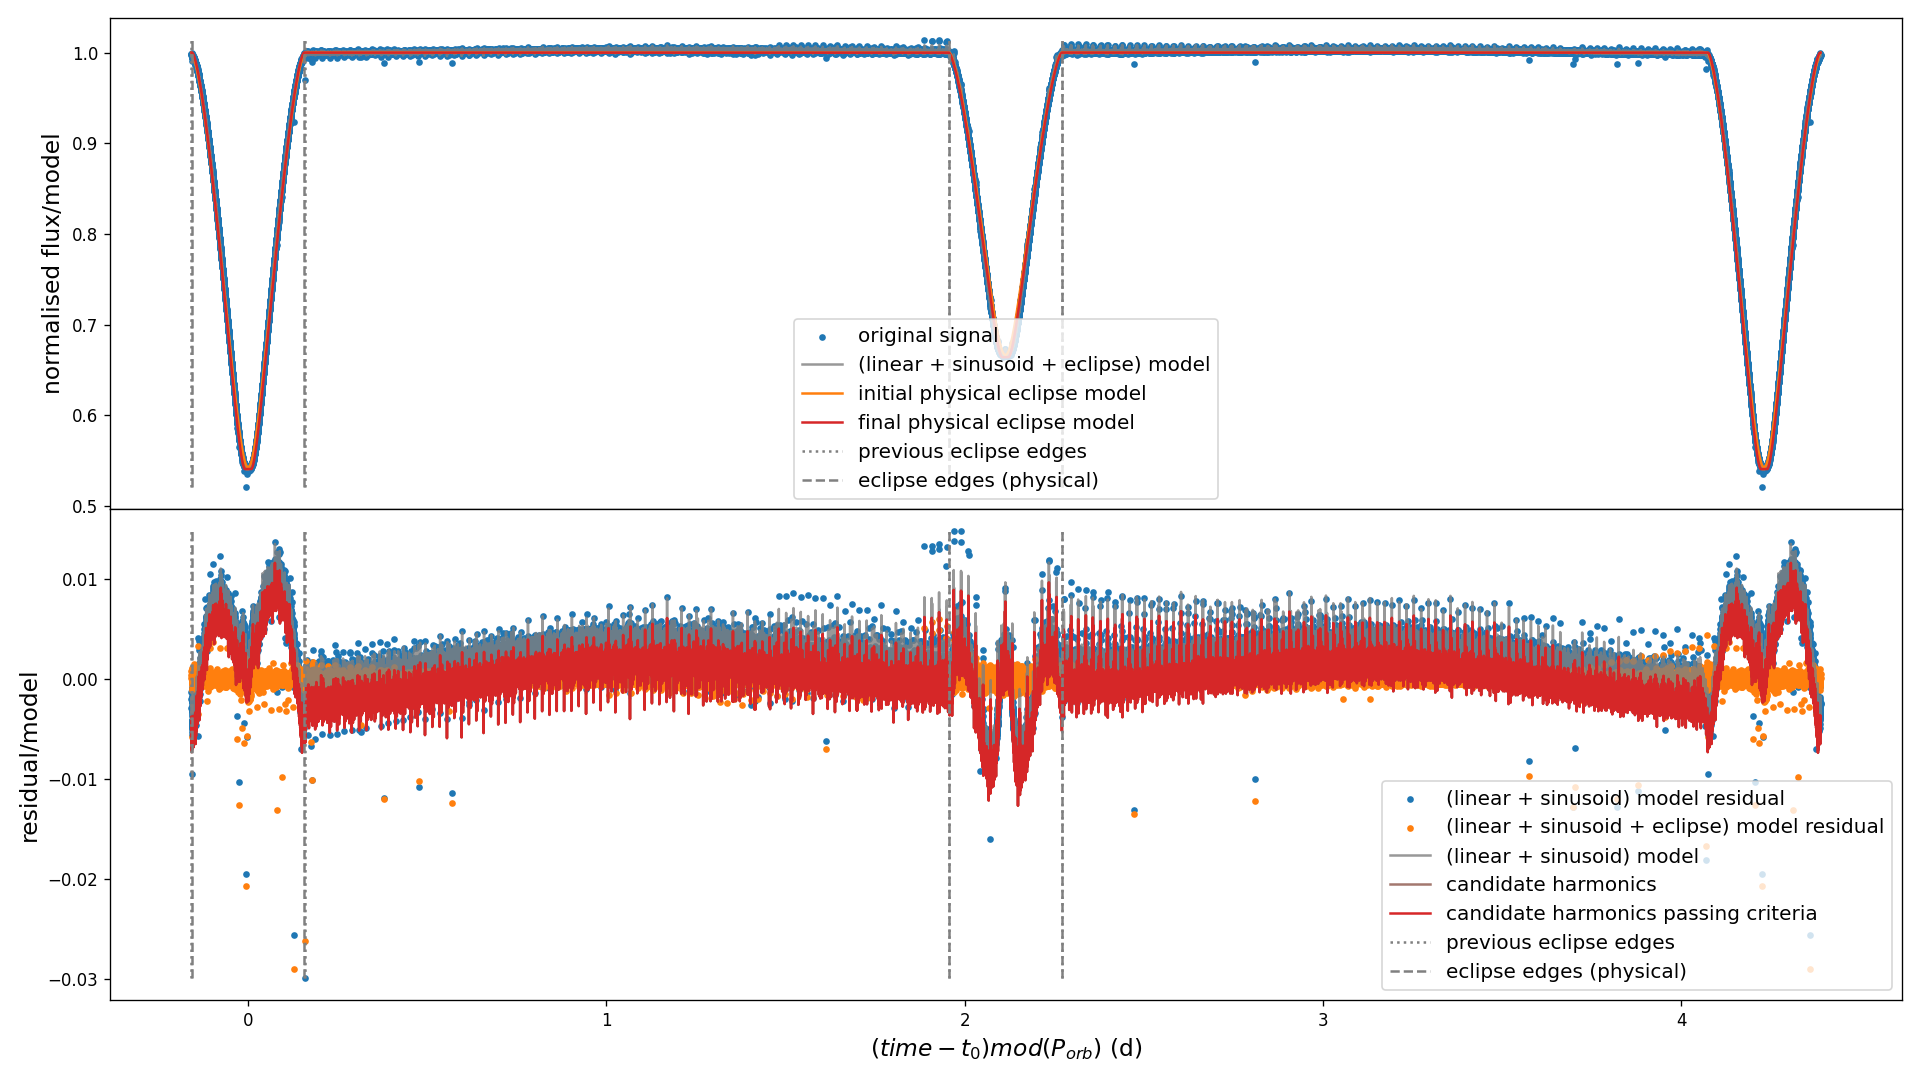 1.0
0.9
0.8
0.7
0.6
0.5
normalised flux/model
original signal
(linear + sinusoid + eclipse) model
initial physical eclipse model
final physical eclipse model
previous eclipse edges
eclipse edges (physical)
0.01
0.00
−0.01
−0.02
−0.03
residual/model
(linear + sinusoid) model residual
(linear + sinusoid + eclipse) model residual
(linear + sinusoid) model
candidate harmonics
candidate harmonics passing criteria
previous eclipse edges
eclipse edges (physical)
0 1 2 3 4
(time − t₀)mod(Pₒᵣb) (d)